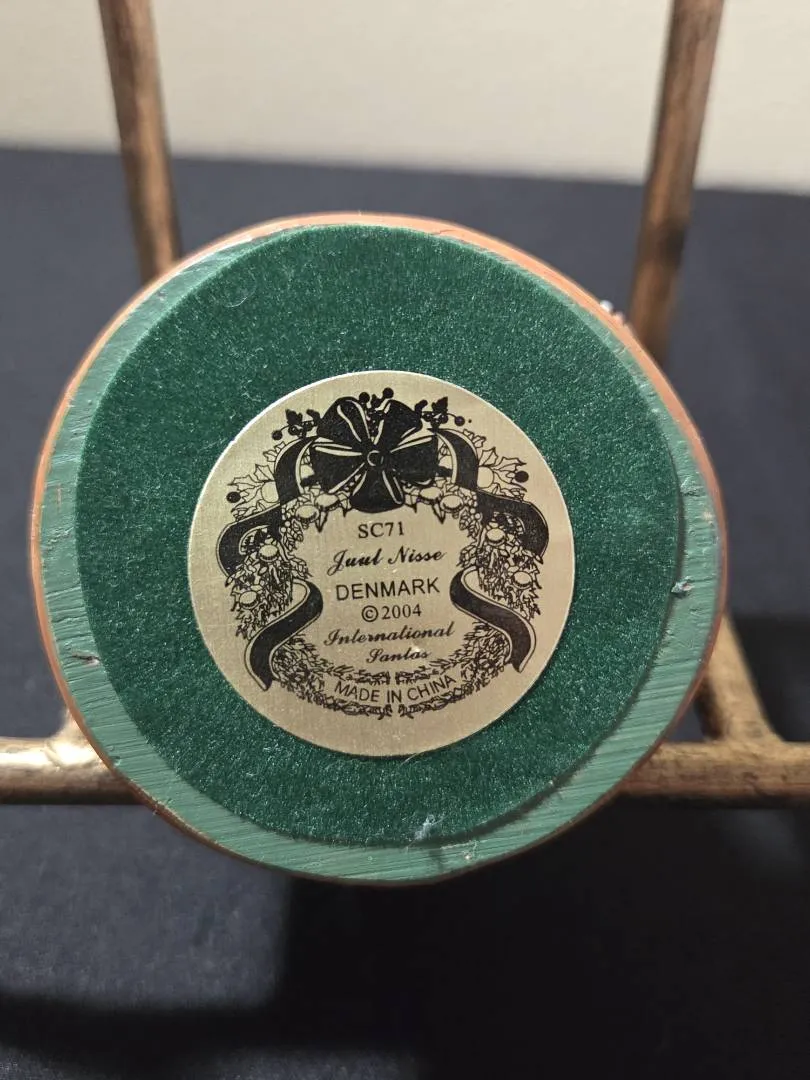 SC71
Juul Nisse
DENMARK
©2004
International
Santas
MADE IN CHINA